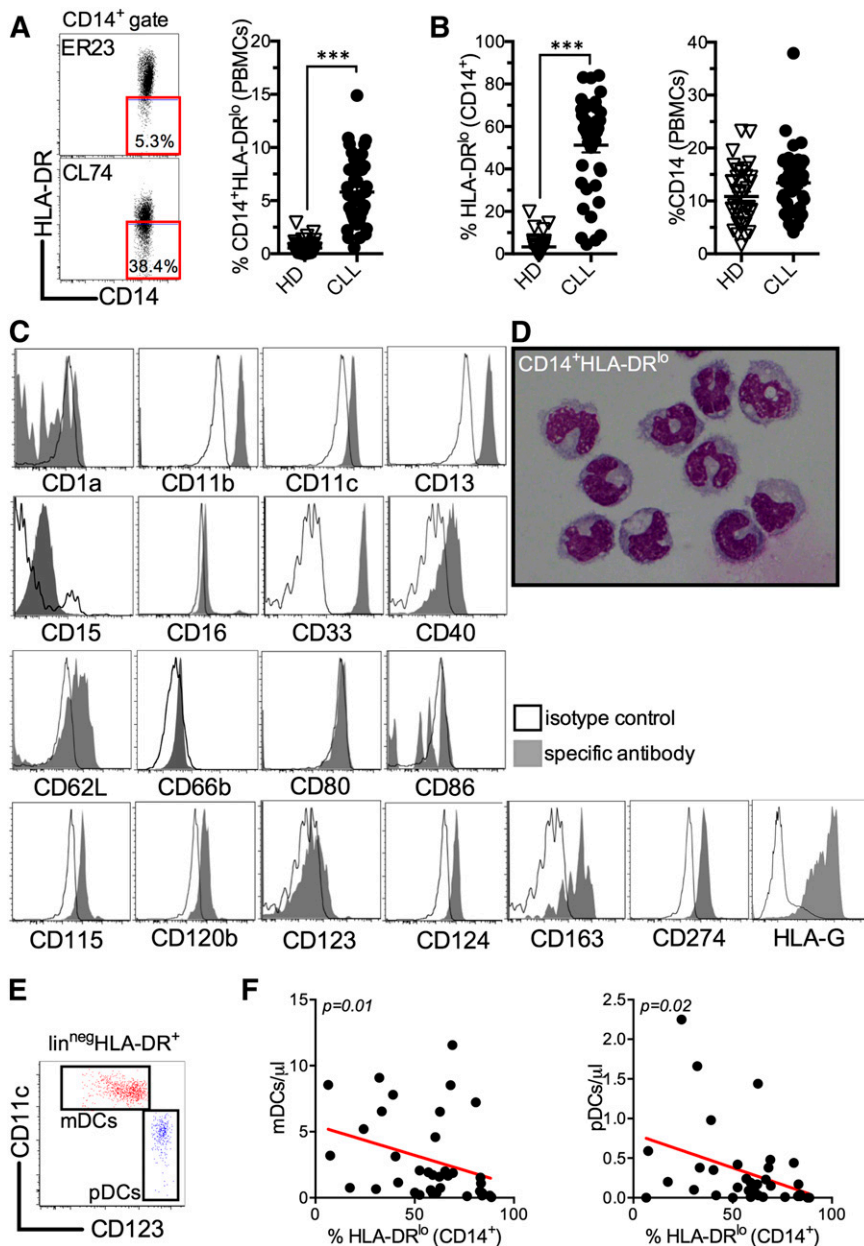 A
CD14⁺ gate
ER23
5.3%
CL74
38.4%
HLA-DR
CD14
% CD14⁺HLA-DRˡᵒ (PBMCs)
20
15
10
5
0
***
HD
CLL
B
% HLA-DRˡᵒ (CD14⁺)
100
80
60
40
20
0
***
HD
CLL
%CD14 (PBMCs)
40
30
20
10
0
HD
CLL
C
CD1a
CD11b
CD11c
CD13
CD15
CD16
CD33
CD40
CD62L
CD66b
CD80
CD86
CD115
CD120b
CD123
CD124
CD163
CD274
HLA-G
D
CD14⁺HLA-DRˡᵒ
isotype control
specific antibody
E
linⁿᵉᵍHLA-DR⁺
CD11c
mDCs
pDCs
CD123
F
p=0.01
mDCs/µl
15
10
5
0
0
50
100
% HLA-DRˡᵒ (CD14⁺)
p=0.02
pDCs/µl
2.5
2.0
1.5
1.0
0.5
0.0
0
50
100
% HLA-DRˡᵒ (CD14⁺)